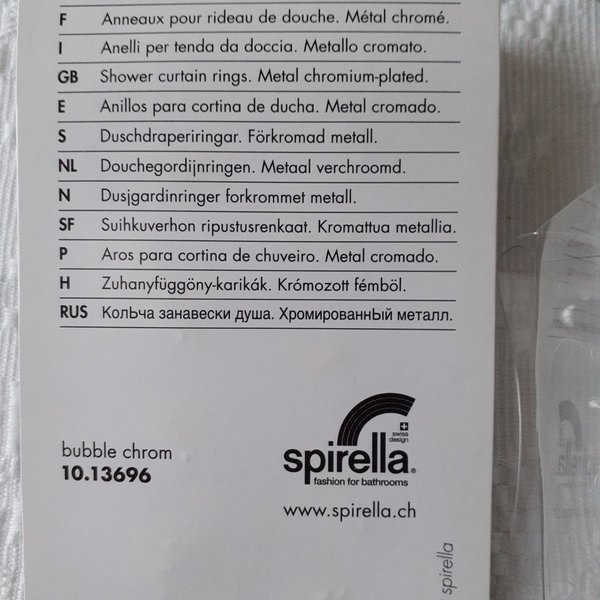 F Anneaux pour rideau de douche. Métal chromé.
I Anelli per tenda da doccia. Metallo cromato.
GB Shower curtain rings. Metal chromium-plated.
E Anillos para cortina de ducha. Metal cromado.
S Duschdraperiringar. Förkromad metall.
NL Douchegordijnringen. Metaal verchroomd.
N Dusjgardinringer forkrommet metall.
SF Suihkuverhon ripustusrenkaat. Kromattua metallia.
P Aros para cortina de chuveiro. Metal cromado.
H Zuhanyfüggöny-karikák. Krómozott fémböl.
RUS КолЬча занавески душа. ХромированнЫй металл.
swiss
design
bubble chrom
10.13696
spirella®
fashion for bathrooms
www.spirella.ch
spirella